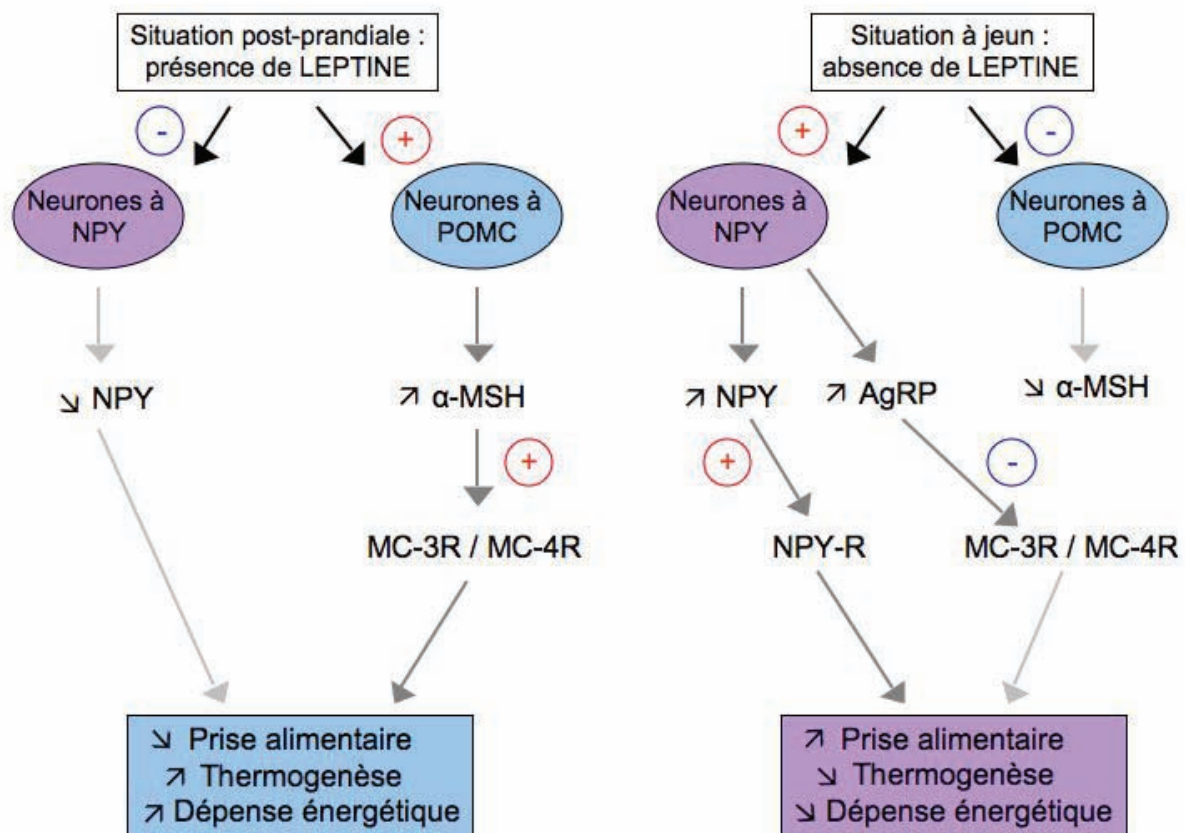 Situation post-prandiale :
présence de LEPTINE
-
+
Neurones à
NPY
Neurones à
POMC
↘ NPY
↗ α-MSH
+
MC-3R / MC-4R
↘ Prise alimentaire
↗ Thermogenèse
↗ Dépense énergétique
Situation à jeun :
absence de LEPTINE
+
-
Neurones à
NPY
Neurones à
POMC
↗ NPY
↗ AgRP
↘ α-MSH
+
-
NPY-R
MC-3R / MC-4R
↗ Prise alimentaire
↘ Thermogenèse
↘ Dépense énergétique